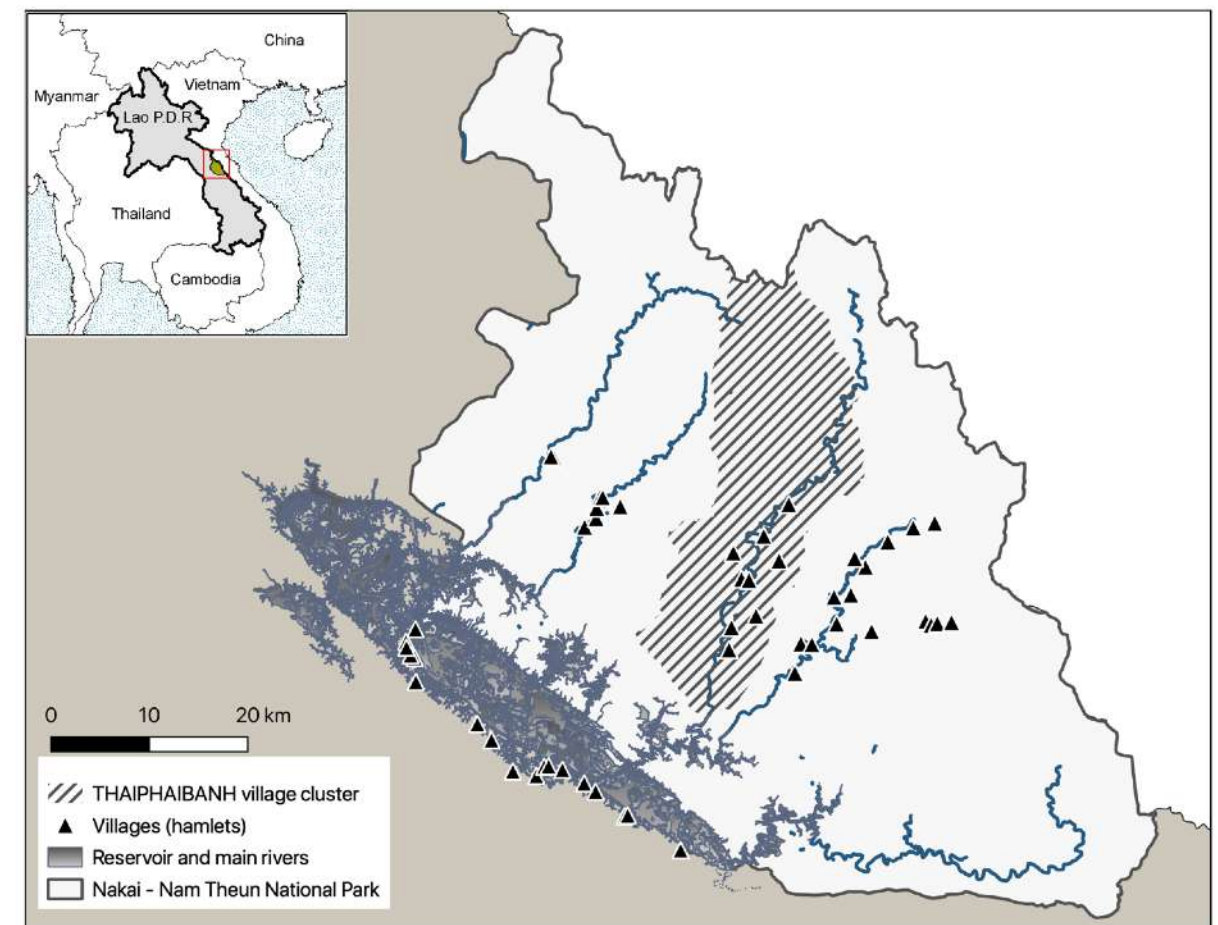 China
Vietnam
Myanmar
Lao P.D.R
Thailand
Cambodia
0 10 20 km
THAIPHAIBANH village cluster
Villages (hamlets)
Reservoir and main rivers
Nakai - Nam Theun National Park